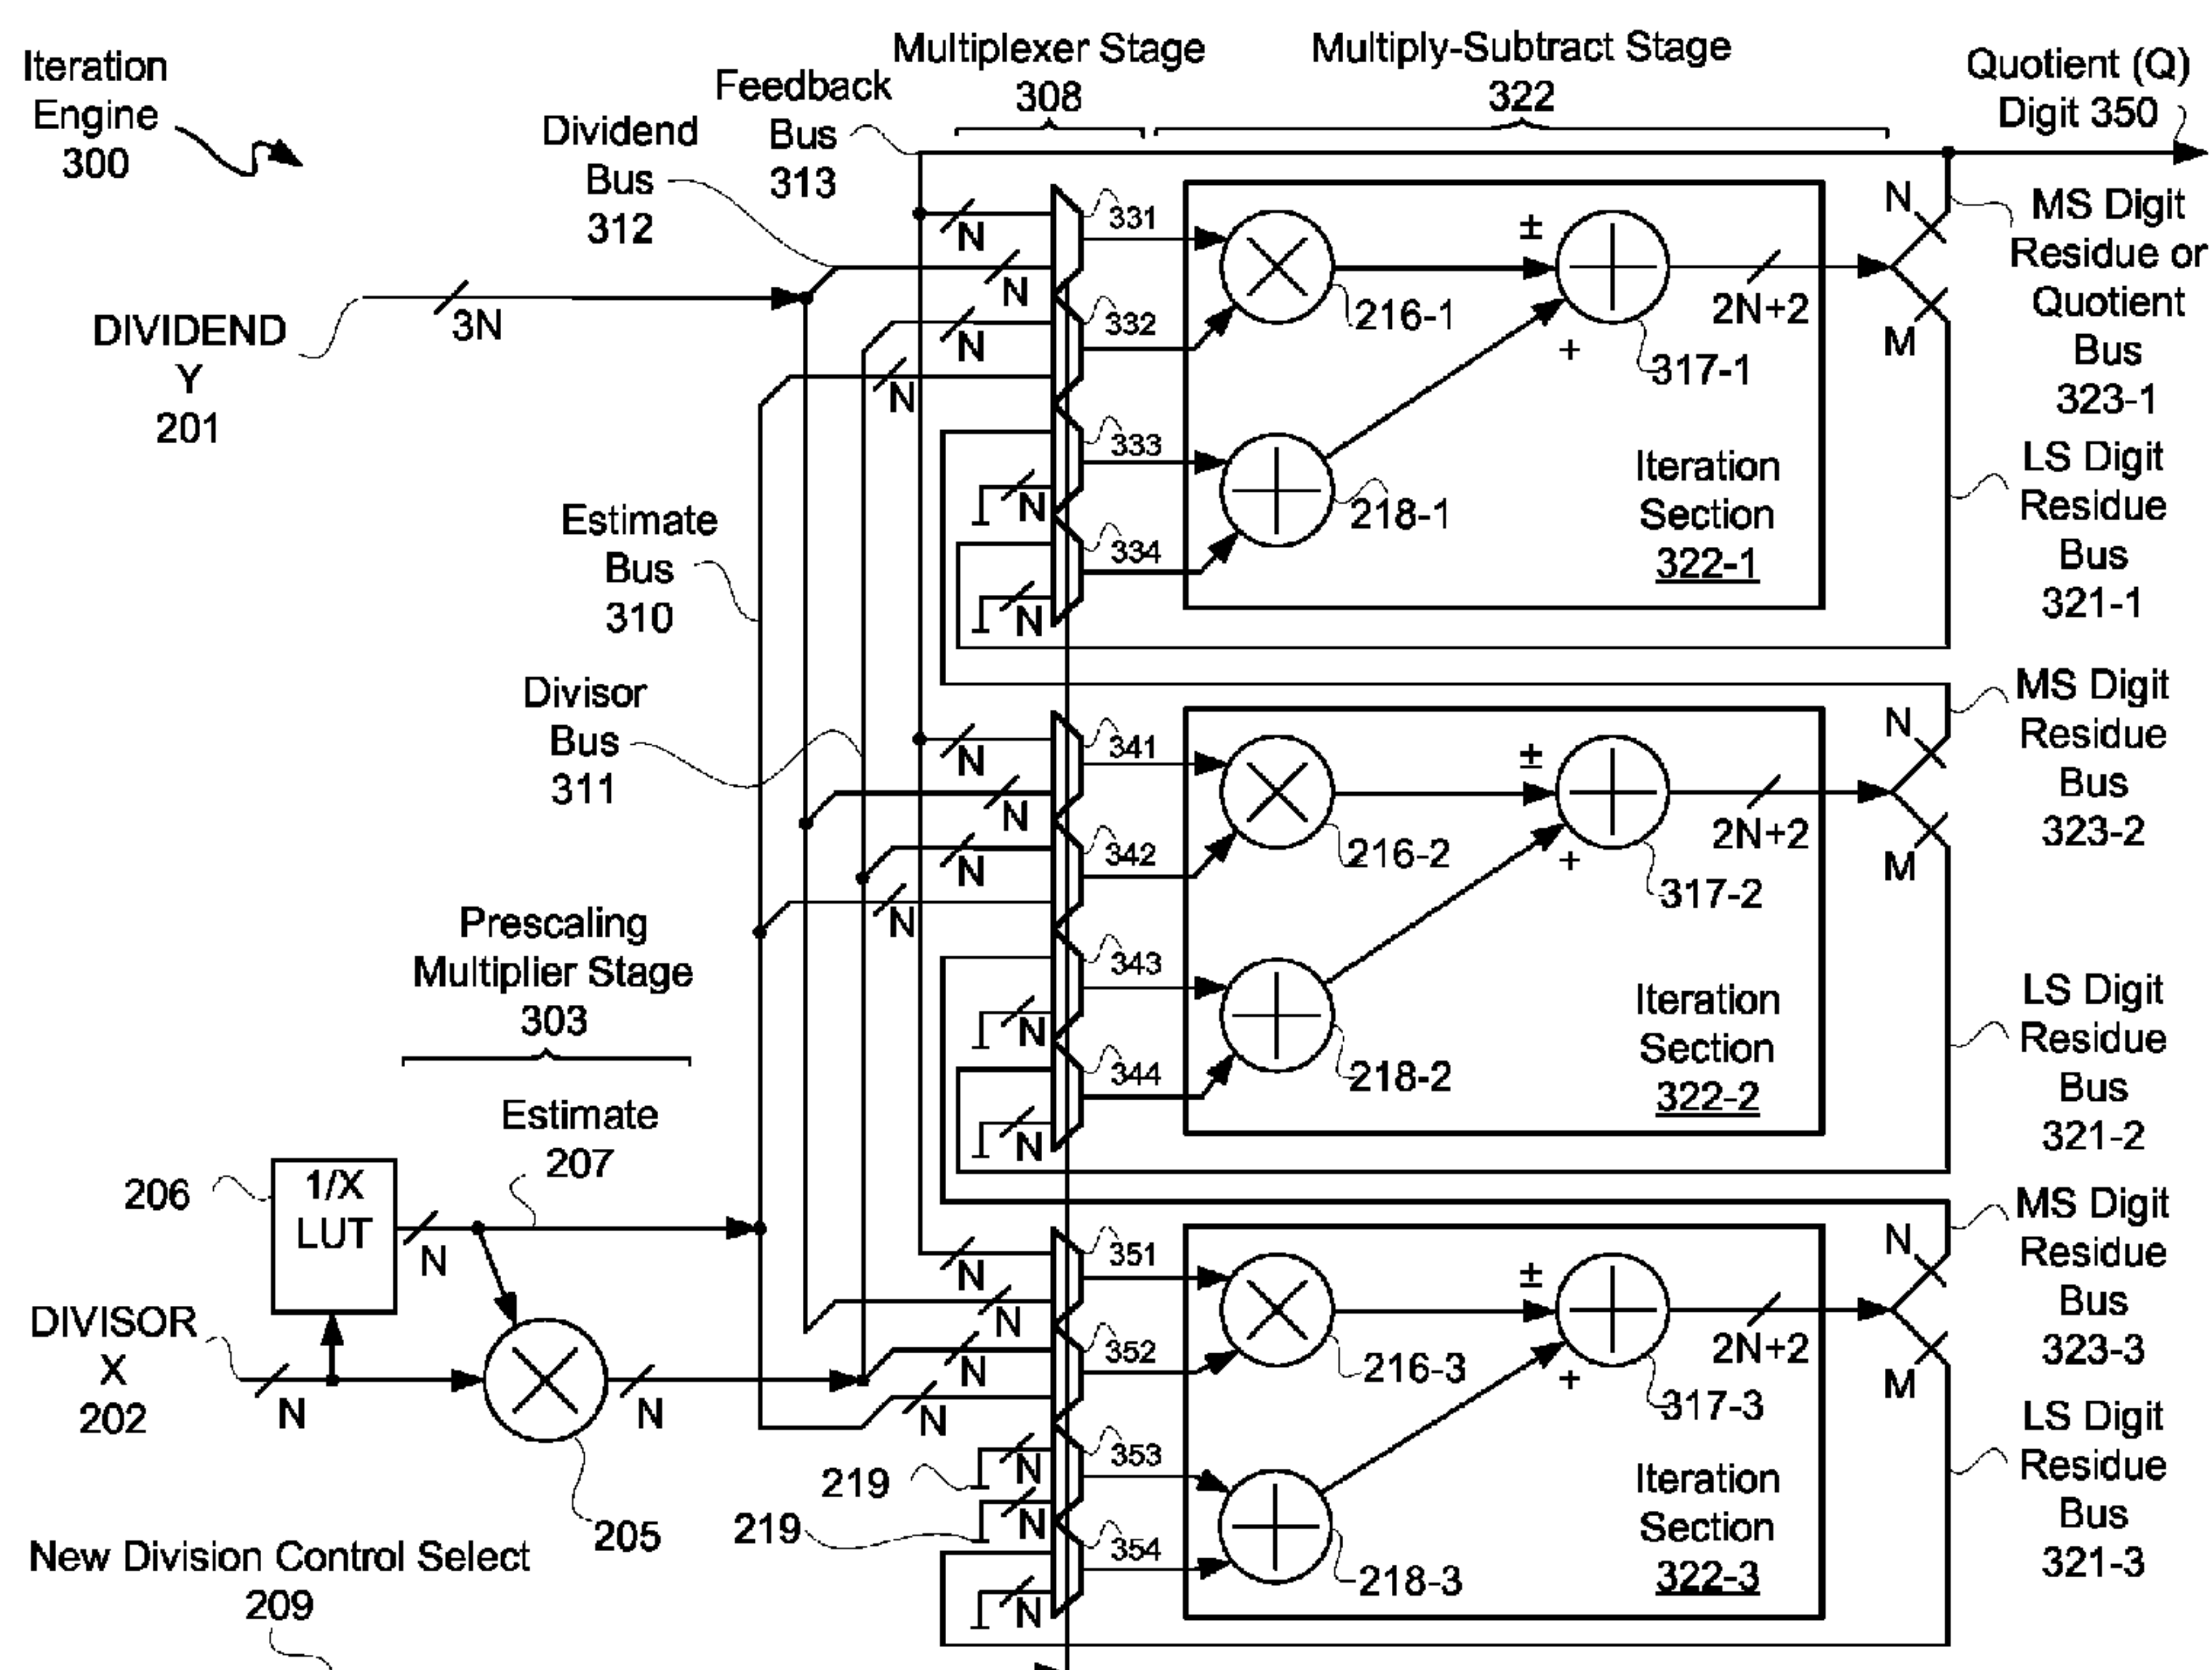 Iteration
Engine
300
Multiplexer Stage
308
Multiply-Subtract Stage
322
Quotient (Q)
Digit 350
Feedback
Bus
313
Dividend
Bus
312
DIVIDEND
Y
201
3N
N
N
N
N
N
N
331
332
333
334
216-1
218-1
±
+
317-1
2N+2
N
M
Iteration
Section
322-1
MS Digit
Residue or
Quotient
Bus
323-1
LS Digit
Residue
Bus
321-1
Estimate
Bus
310
Divisor
Bus
311
N
N
N
N
N
N
341
342
343
344
216-2
218-2
±
+
317-2
2N+2
N
M
Iteration
Section
322-2
MS Digit
Residue
Bus
323-2
LS Digit
Residue
Bus
321-2
Prescaling
Multiplier Stage
303
Estimate
207
206
1/X
LUT
N
DIVISOR
X
202
N
N
205
N
N
N
N
N
N
N
219
219
351
352
353
354
216-3
218-3
±
+
317-3
2N+2
N
M
Iteration
Section
322-3
MS Digit
Residue
Bus
323-3
LS Digit
Residue
Bus
321-3
New Division Control Select
209